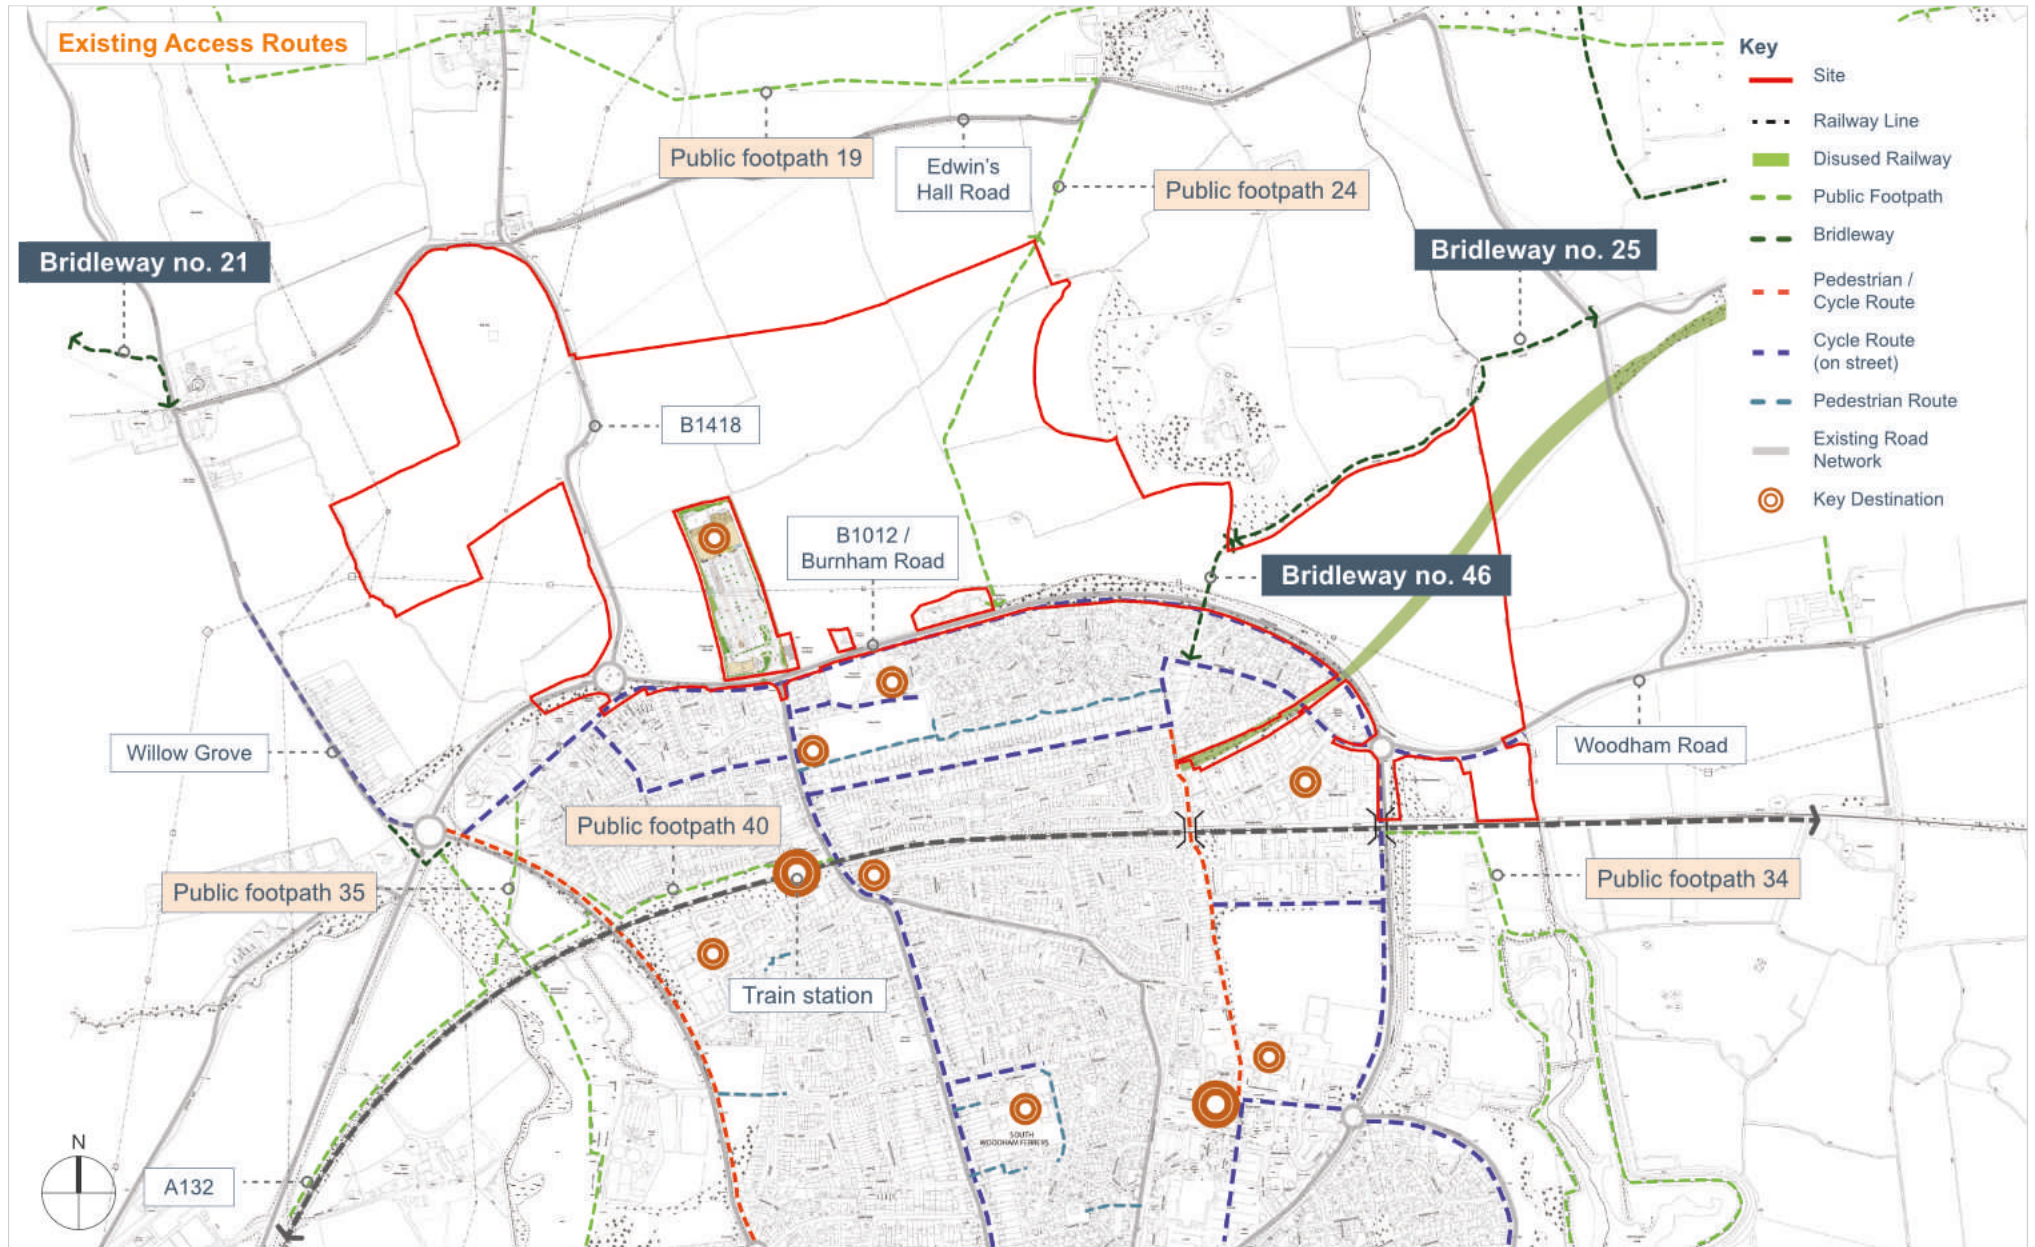 Existing Access Routes
Key
Site
Railway Line
Disused Railway
Public Footpath
Bridleway
Pedestrian /
Cycle Route
Cycle Route
(on street)
Pedestrian Route
Existing Road
Network
Key Destination
Public footpath 19
Edwin's
Hall Road
Public footpath 24
Bridleway no. 21
Bridleway no. 25
B1418
B1012 /
Burnham Road
Bridleway no. 46
Willow Grove
Woodham Road
Public footpath 40
Public footpath 35
Public footpath 34
Train station
SOUTH
WOODHAM FERRERS
N
A132